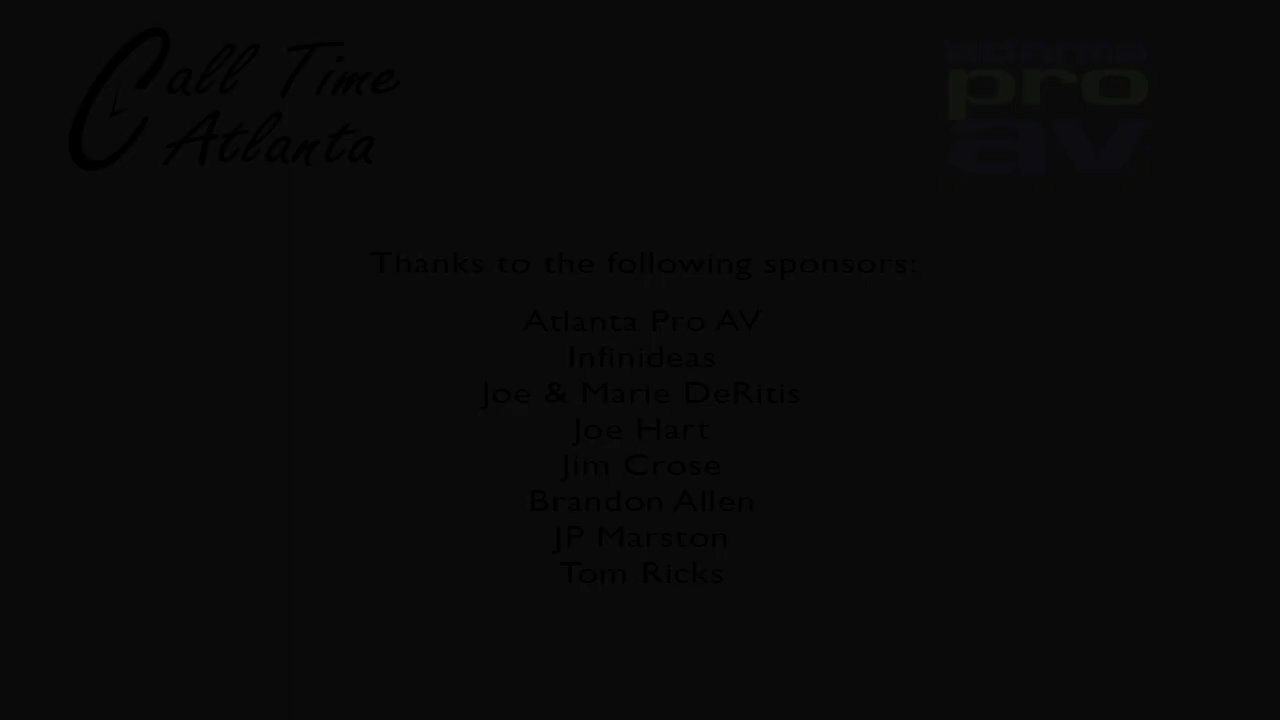 Call Time
Atlanta
atlanta
pro
av
Thanks to the following sponsors:
Atlanta Pro AV
Infinideas
Joe & Marie DeRitis
Joe Hart
Jim Crose
Brandon Allen
JP Marston
Tom Ricks